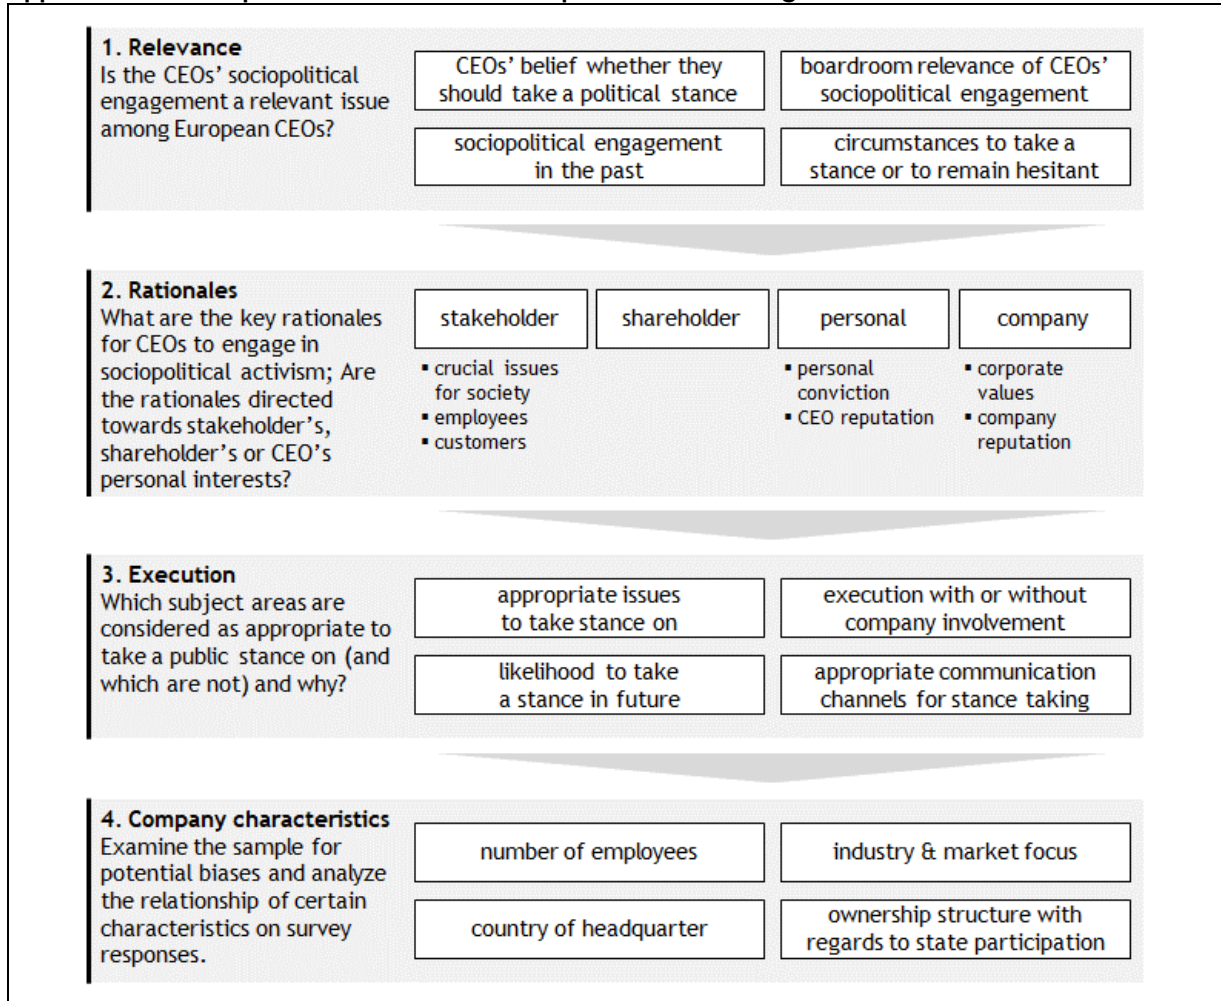 1. Relevance
Is the CEOs' sociopolitical
engagement a relevant issue
among European CEOs?
CEOs' belief whether they
should take a political stance
boardroom relevance of CEOs'
sociopolitical engagement
sociopolitical engagement
in the past
circumstances to take a
stance or to remain hesitant
2. Rationales
What are the key rationales
for CEOs to engage in
sociopolitical activism; Are
the rationales directed
towards stakeholder's,
shareholder's or CEO's
personal interests?
stakeholder
▪ crucial issues
for society
▪ employees
▪ customers
shareholder
personal
▪ personal
conviction
▪ CEO reputation
company
▪ corporate
values
▪ company
reputation
3. Execution
Which subject areas are
considered as appropriate to
take a public stance on (and
which are not) and why?
appropriate issues
to take stance on
execution with or without
company involvement
likelihood to take
a stance in future
appropriate communication
channels for stance taking
4. Company characteristics
Examine the sample for
potential biases and analyze
the relationship of certain
characteristics on survey
responses.
number of employees
industry & market focus
country of headquarter
ownership structure with
regards to state participation